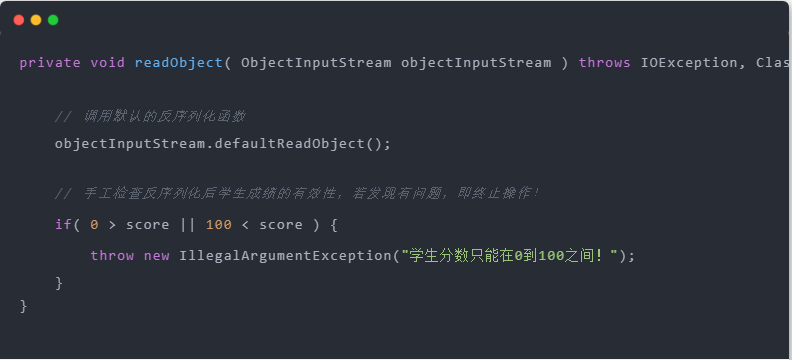 private void readObject( ObjectInputStream objectInputStream ) throws IOException, Clas
// 调用默认的反序列化函数
objectInputStream.defaultReadObject();
// 手工检查反序列化后学生成绩的有效性，若发现有问题，即终止操作！
if( 0 > score || 100 < score ) {
throw new IllegalArgumentException("学生分数只能在0到100之间！");
}
}